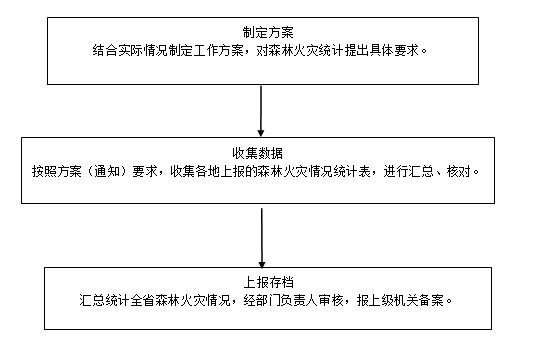 制定方案
结合实际情况制定工作方案，对森林火灾统计提出具体要求。
收集数据
按照方案（通知）要求，收集各地上报的森林火灾情况统计表，进行汇总、核对。
上报存档
汇总统计全省森林火灾情况，经部门负责人审核，报上级机关备案。